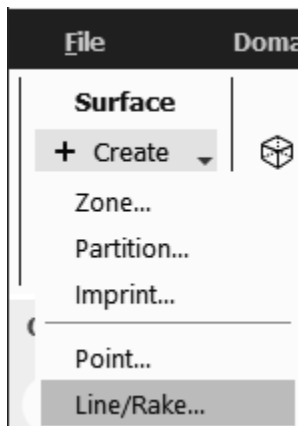 File Doma
Surface
+ Create
Zone...
Partition...
Imprint...
Point...
Line/Rake...